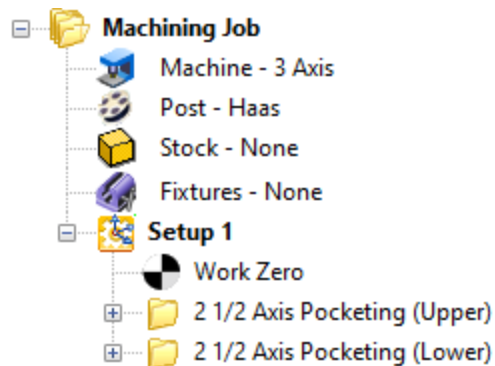 Machining Job
Machine - 3 Axis
Post - Haas
Stock - None
Fixtures - None
Setup 1
Work Zero
2 1/2 Axis Pocketing (Upper)
2 1/2 Axis Pocketing (Lower)